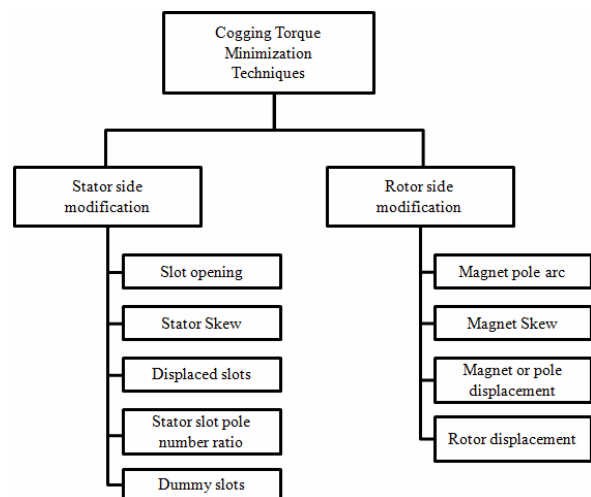 Cogging Torque
Minimization
Techniques
Stator side
modification
Rotor side
modification
Slot opening
Stator Skew
Displaced slots
Stator slot pole
number ratio
Dummy slots
Magnet pole arc
Magnet Skew
Magnet or pole
displacement
Rotor displacement